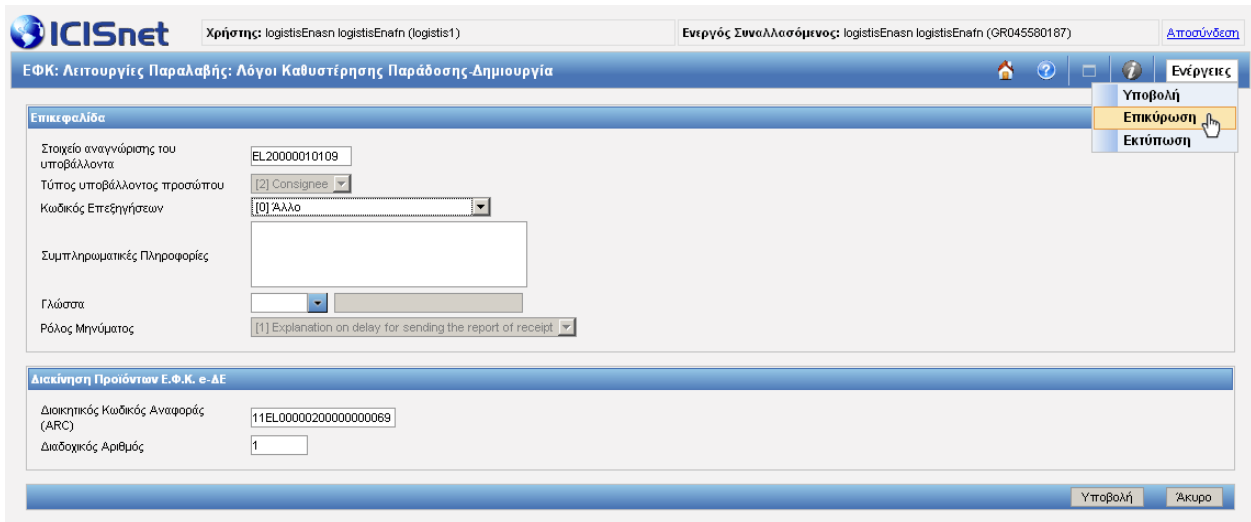 ICISnet
Χρήστης: logistisEnasn logistisEnafn (logistis1)
Ενεργός Συναλλασόμενος: logistisEnasn logistisEnafn (GR045580187)
Αποσύνδεση
ΕΦΚ: Λειτουργίες Παραλαβής: Λόγοι Καθυστέρησης Παράδοσης-Δημιουργία
Ενέργειες
Υποβολή
Επικύρωση
Εκτύπωση
Επικεφαλίδα
Στοιχείο αναγνώρισης του
υποβάλλοντα
EL20000010109
Τύπος υποβάλλοντος προσώπου
[2] Consignee
Κωδικός Επεξηγήσεων
[0] Άλλο
Συμπληρωματικές Πληροφορίες
Γλώσσα
Ρόλος Μηνύματος
[1] Explanation on delay for sending the report of receipt
Διακίνηση Προϊόντων Ε.Φ.Κ. e-ΔΕ
Διοικητικός Κωδικός Αναφοράς
(ARC)
11EL00000200000000069
Διαδοχικός Αριθμός
1
Υποβολή
Άκυρο